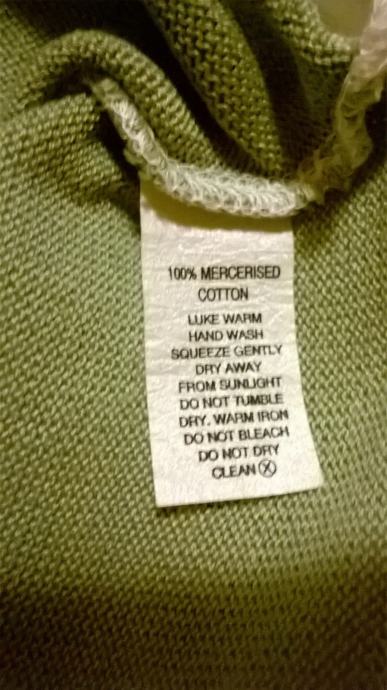 100% MERCERISED
COTTON
LUKE WARM
HAND WASH
SQUEEZE GENTLY
DRY AWAY
FROM SUNLIGHT
DO NOT TUMBLE
DRY. WARM IRON
DO NOT BLEACH
DO NOT DRY
CLEAN Ⓧ